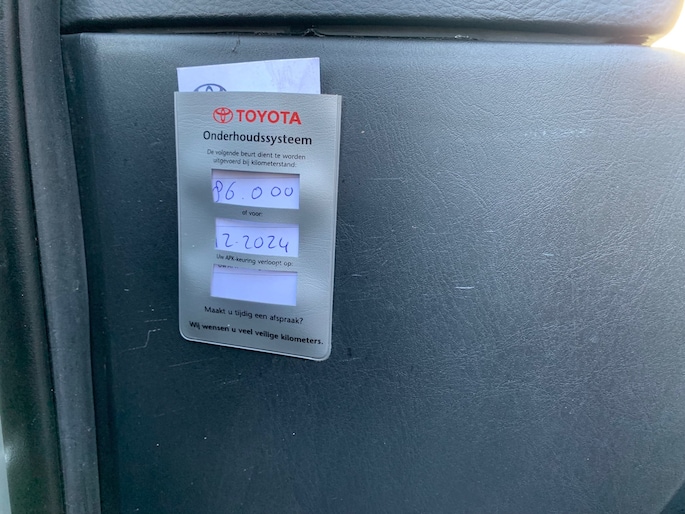 TOYOTA
Onderhoudssysteem
De volgende beurt dient te worden
uitgevoerd bij kilometerstand:
96.000
of voor:
12-2024
Uw APK-keuring verloopt op:
Maakt u tijdig een afspraak?
Wij wensen u veel veilige kilometers.